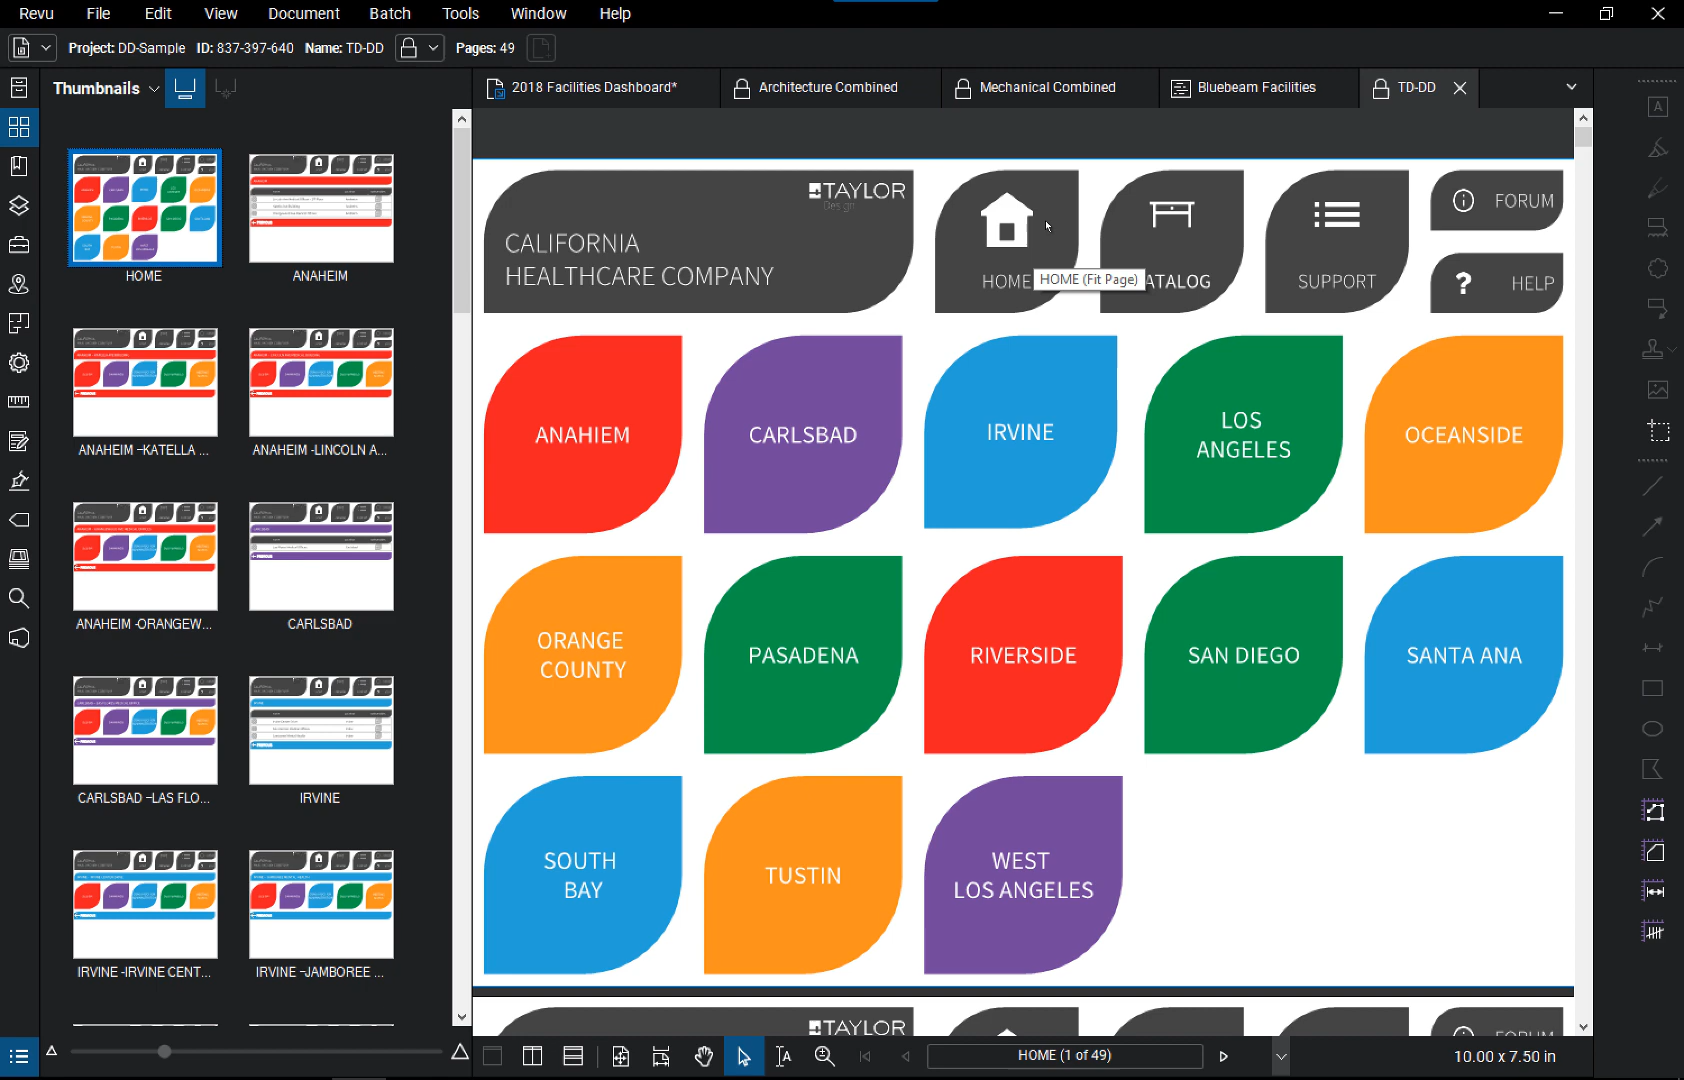 Revu File Edit View Document Batch Tools Window Help
Project: DD-Sample ID: 837-397-640 Name: TD-DD Pages: 49
Thumbnails
2018 Facilities Dashboard* Architecture Combined Mechanical Combined Bluebeam Facilities TD-DD
HOME ANAHEIM
ANAHEIM -KATELLA ... ANAHEIM -LINCOLN A...
ANAHEIM -ORANGEW... CARLSBAD
CARLSBAD -LAS FLO... IRVINE
IRVINE -IRVINE CENT... IRVINE -JAMBOREE ...
TAYLOR
Design
CALIFORNIA
HEALTHCARE COMPANY
HOME
HOME (Fit Page)
ATALOG
SUPPORT
FORUM
? HELP
ANAHIEM CARLSBAD IRVINE LOS
ANGELES OCEANSIDE
ORANGE
COUNTY PASADENA RIVERSIDE SAN DIEGO SANTA ANA
SOUTH
BAY TUSTIN WEST
LOS ANGELES
TAYLOR
FORUM
HOME (1 of 49)
10.00 x 7.50 in